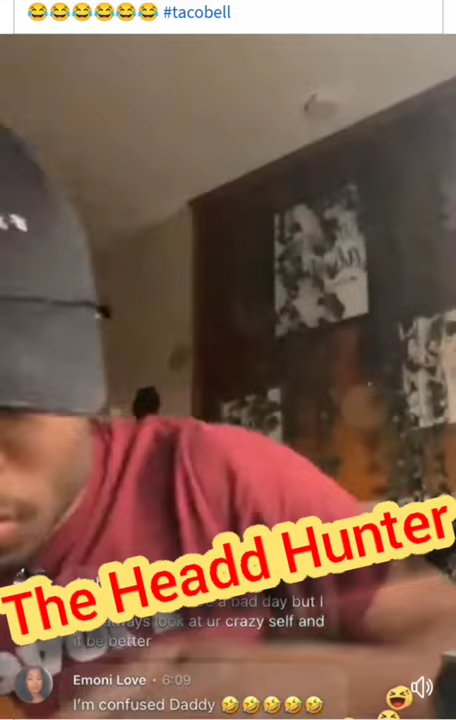 😂😂😂😂😂😂 #tacobell
The Headd Hunter
a bad day but I
look at ur crazy self and
it be better
Emoni Love • 6:09
I'm confused Daddy 🤣🤣🤣🤣🤣